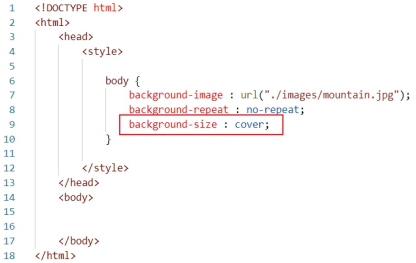 1 <!DOCTYPE html>
2 <html>
3 <head>
4 <style>
5
6 body {
7 background-image : url("./images/mountain.jpg");
8 background-repeat : no-repeat;
9 background-size : cover;
10 }
11
12 </style>
13 </head>
14 <body>
15
16
17 </body>
18 </html>